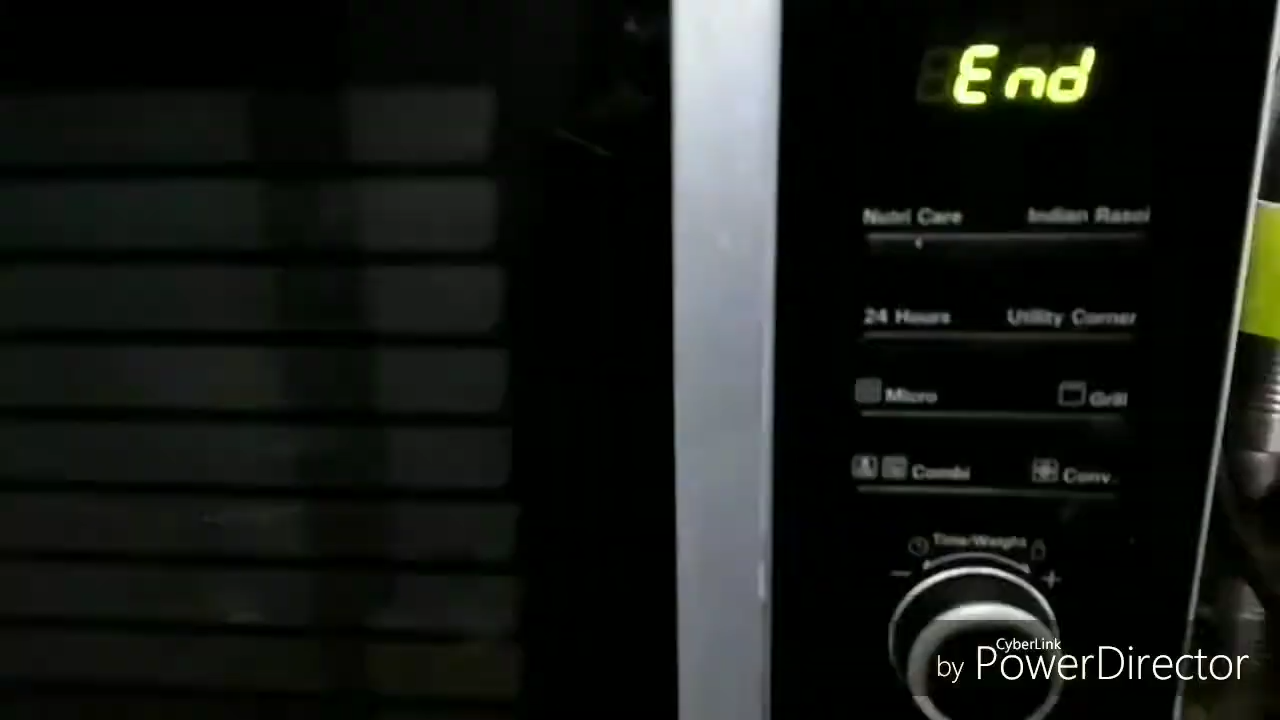 End
Nutri Care Indian Rasoi
24 Hours Utility Corner
Micro Grill
Combi Conv.
Time/Weight
- +
CyberLink
by PowerDirector